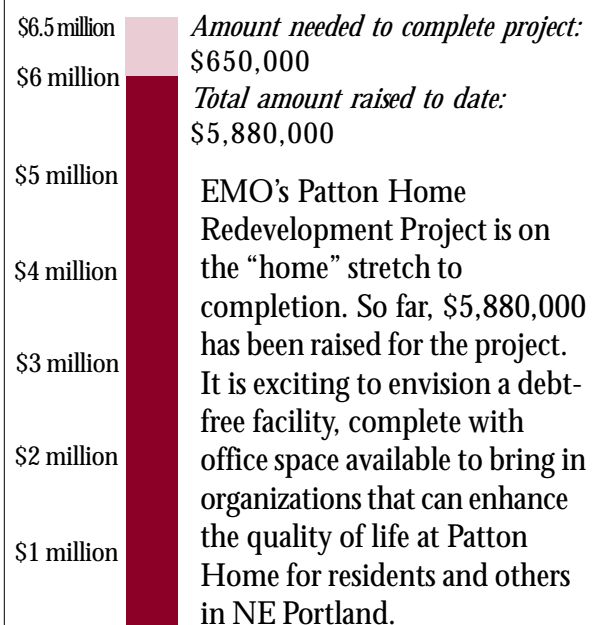 $6.5 million
$6 million
$5 million
$4 million
$3 million
$2 million
$1 million
Amount needed to complete project:
$650,000
Total amount raised to date:
$5,880,000
EMO’s Patton Home
Redevelopment Project is on
the “home” stretch to
completion. So far, $5,880,000
has been raised for the project.
It is exciting to envision a debt-
free facility, complete with
office space available to bring in
organizations that can enhance
the quality of life at Patton
Home for residents and others
in NE Portland.